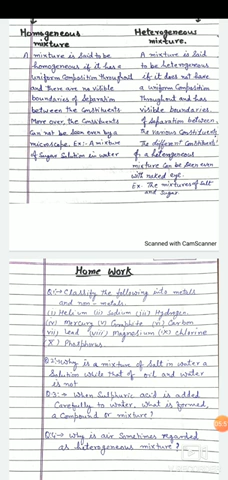 Homogeneous
mixture
A mixture is said to be
homogeneous if it has a
uniform Composition throughout
and there are no visible
boundaries of Separation
between the Constituents
More over, the Constituents
Can not be seen even by a
microscope. Ex:- A mixture
of Sugar Solution in water
Heterogeneous
mixture.
A mixture is Said
to be heterogenous
if it does not have
a uniform Composition
Throughout and has
visible boundaries
of Separation between
the various Constituents
The different Constituents
of a heterogenous
mixture can be seen even
with naked eye.
Ex. The mixtures of Salt
and Sugar.
Scanned with CamScanner
Home Work
Q1:→ Classify the following into metals
and non-metals.
(i) Helium (ii) Sodium (iii) Hydrogen
(iv) Mercury (v) Graphite (vi) Carbon
(vii) Lead (viii) Magnesium (ix) chlorine
(x) Phosphorus.
Q2:→ Why is a mixture of Salt in water a
Solution while that of oil and water
is not
Q3:→ When Sulphuric acid is added
Carefully to water, what is formed,
a Compound or mixture?
Q4→ Why is air Sometimes regarded
as heterogeneous mixture?